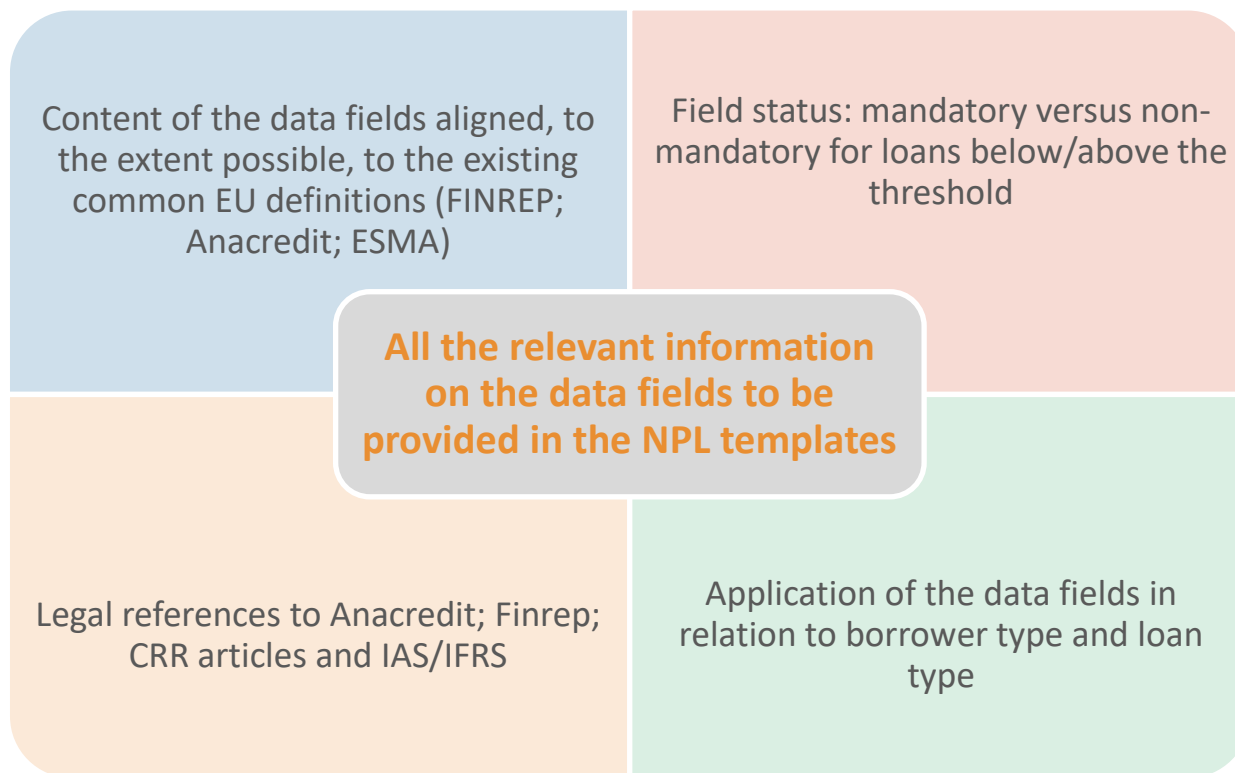 Content of the data fields aligned, to
the extent possible, to the existing
common EU definitions (FINREP;
Anacredit; ESMA)
Field status: mandatory versus non-
mandatory for loans below/above the
threshold
All the relevant information
on the data fields to be
provided in the NPL templates
Legal references to Anacredit; Finrep;
CRR articles and IAS/IFRS
Application of the data fields in
relation to borrower type and loan
type